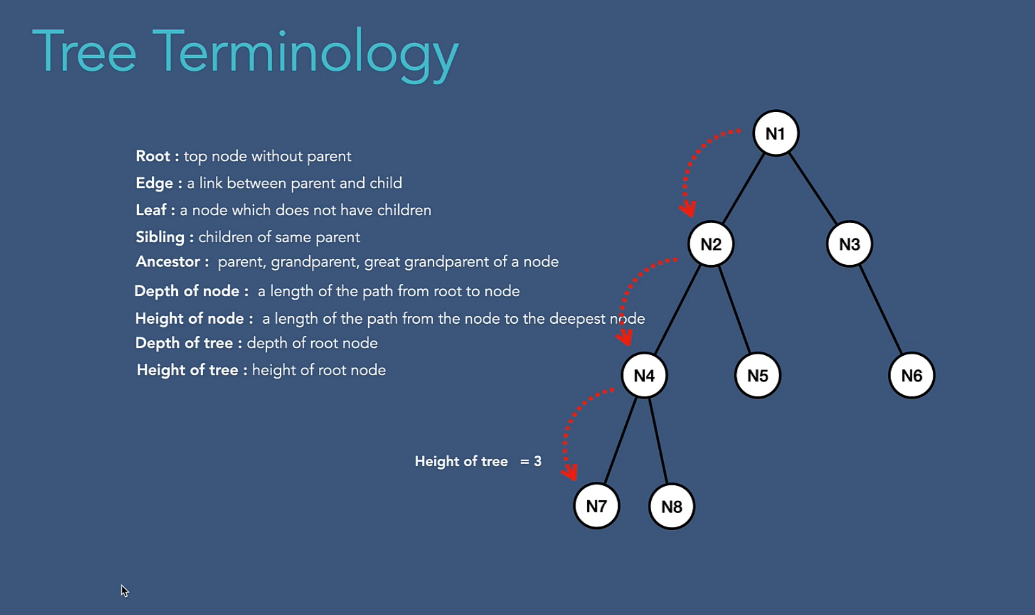 Tree Terminology
Root : top node without parent
Edge : a link between parent and child
Leaf : a node which does not have children
Sibling : children of same parent
Ancestor : parent, grandparent, great grandparent of a node
Depth of node : a length of the path from root to node
Height of node : a length of the path from the node to the deepest node
Depth of tree : depth of root node
Height of tree : height of root node
Height of tree = 3
N1
N2
N3
N4
N5
N6
N7
N8